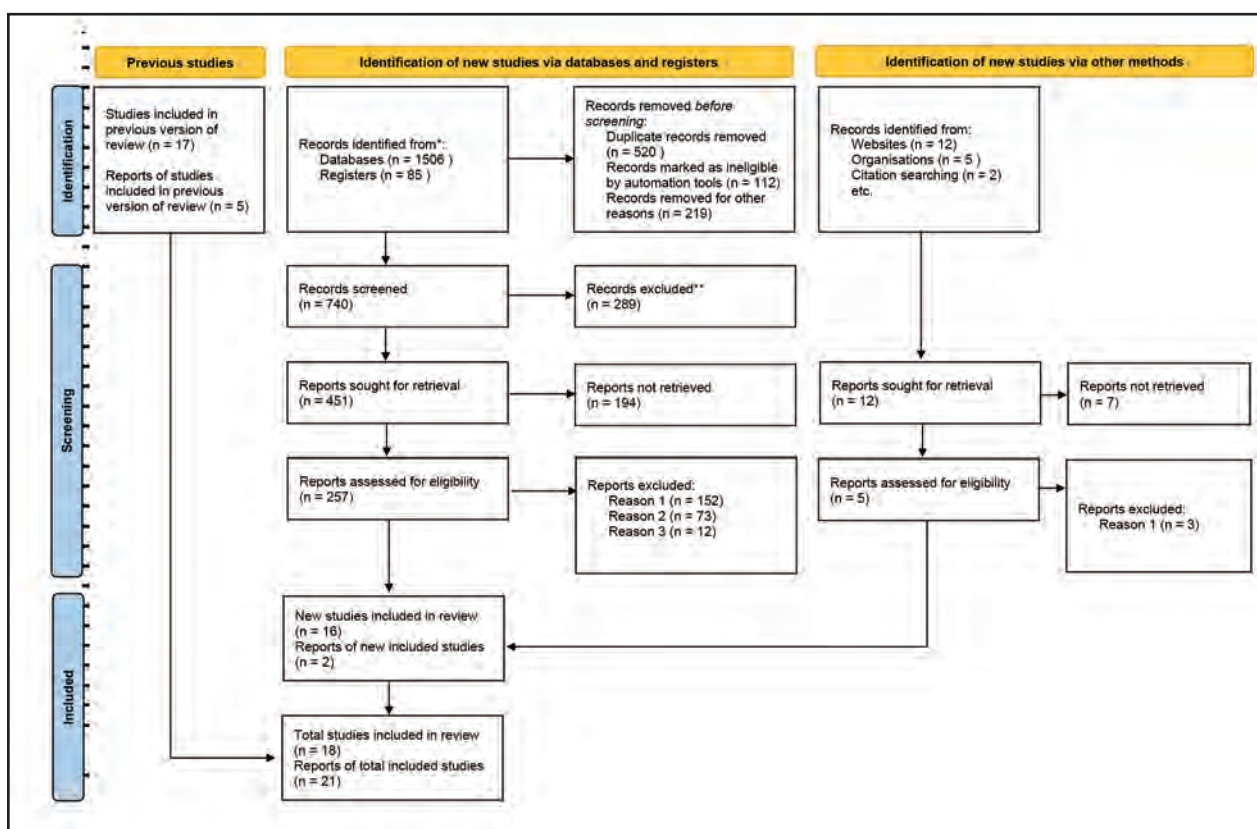 Previous studies
Identification of new studies via databases and registers
Identification of new studies via other methods
Identification
Studies included in
previous version of
review (n = 17)
Reports of studies
included in previous
version of review (n = 5)
Records identified from*:
Databases (n = 1506 )
Registers (n = 85 )
Records removed before
screening:
Duplicate records removed
(n = 520 )
Records marked as ineligible
by automation tools (n = 112)
Records removed for other
reasons (n = 219)
Records identified from:
Websites (n = 12)
Organisations (n = 5 )
Citation searching (n = 2)
etc.
Screening
Records screened
(n = 740)
Records excluded**
(n = 289)
Reports sought for retrieval
(n = 451)
Reports not retrieved
(n = 194)
Reports sought for retrieval
(n = 12)
Reports not retrieved
(n = 7)
Reports assessed for eligibility
(n = 257)
Reports excluded:
Reason 1 (n = 152)
Reason 2 (n = 73)
Reason 3 (n = 12)
Reports assessed for eligibility
(n = 5)
Reports excluded:
Reason 1 (n = 3)
Included
New studies included in review
(n = 16)
Reports of new included studies
(n = 2)
Total studies included in review
(n = 18)
Reports of total included studies
(n = 21)